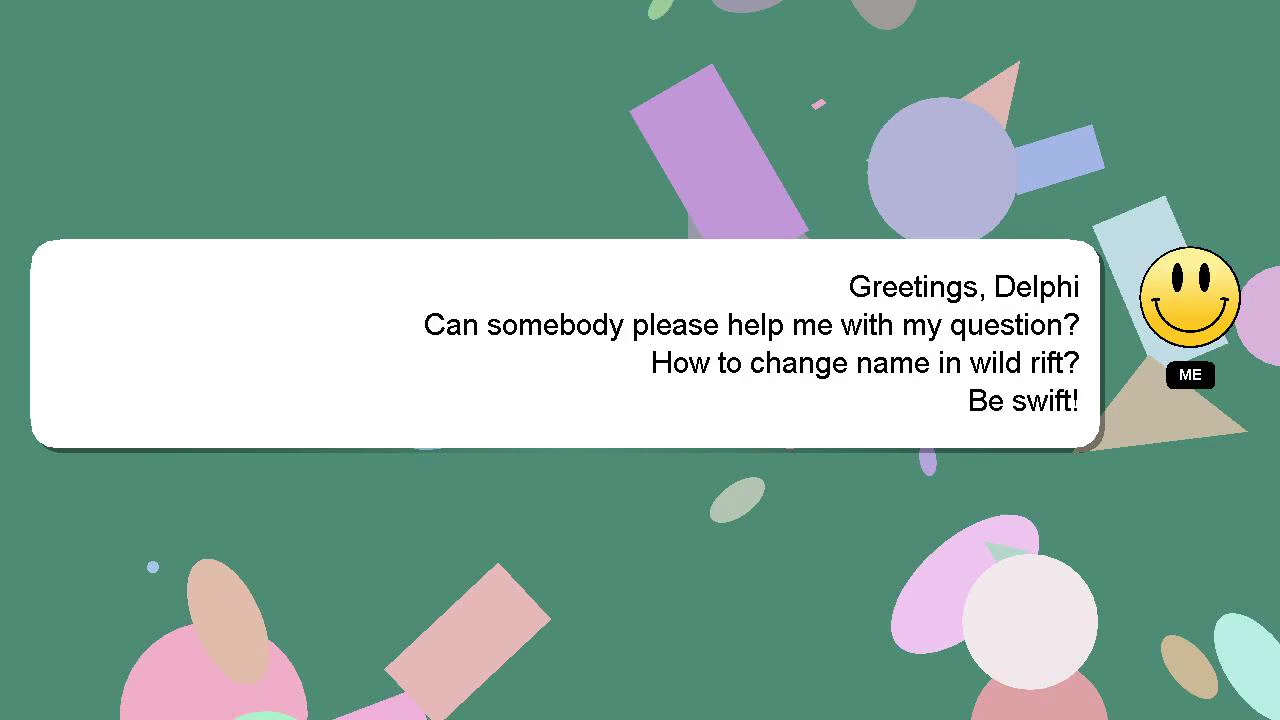 Greetings, Delphi
Can somebody please help me with my question?
How to change name in wild rift?
Be swift!
ME